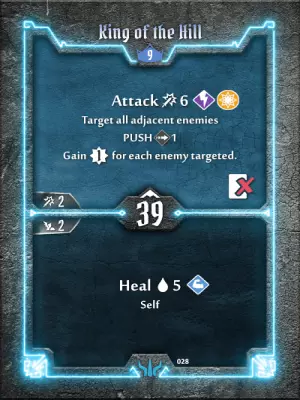 King of the Hill
9
Attack 6
Target all adjacent enemies
PUSH 1
Gain 1 for each enemy targeted.
2
39
2
Heal 5
Self
028